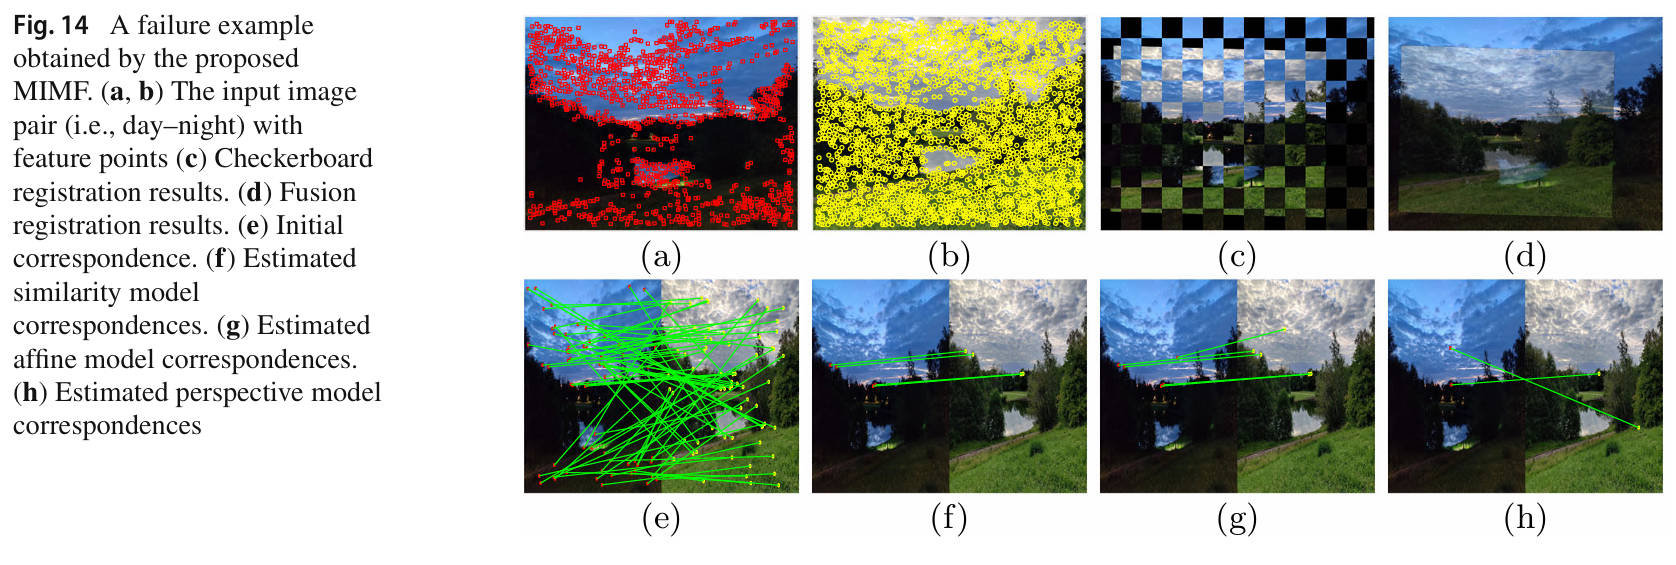 Fig. 14 A failure example
obtained by the proposed
MIMF. (a, b) The input image
pair (i.e., day–night) with
feature points (c) Checkerboard
registration results. (d) Fusion
registration results. (e) Initial
correspondence. (f) Estimated
similarity model
correspondences. (g) Estimated
affine model correspondences.
(h) Estimated perspective model
correspondences
(a)
(b)
(c)
(d)
(e)
(f)
(g)
(h)